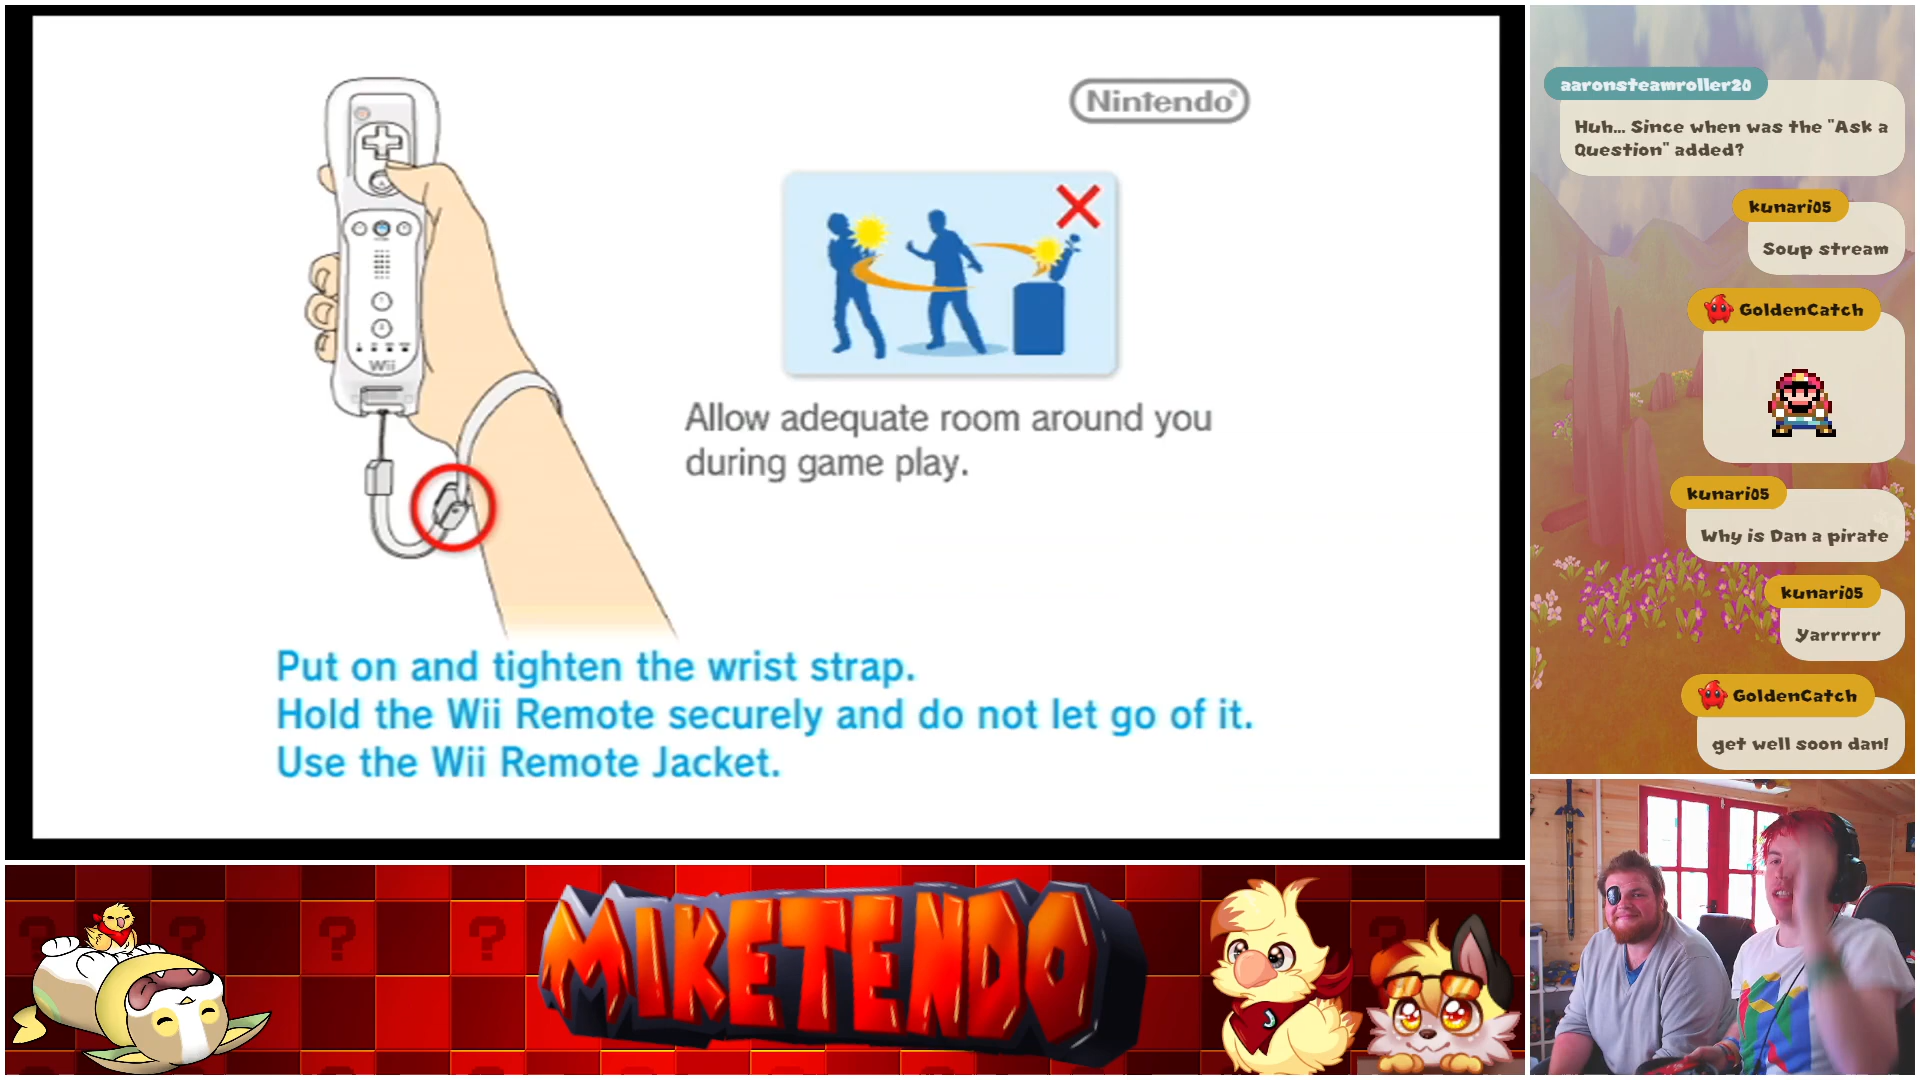 Nintendo®
Wii
Allow adequate room around you
during game play.
Put on and tighten the wrist strap.
Hold the Wii Remote securely and do not let go of it.
Use the Wii Remote Jacket.
aaronsteamroller20
Huh... Since when was the "Ask a
Question" added?
kunari05
Soup stream
GoldenCatch
kunari05
Why is Dan a pirate
kunari05
Yarrrrrr
GoldenCatch
get well soon dan!
MIKETENDO